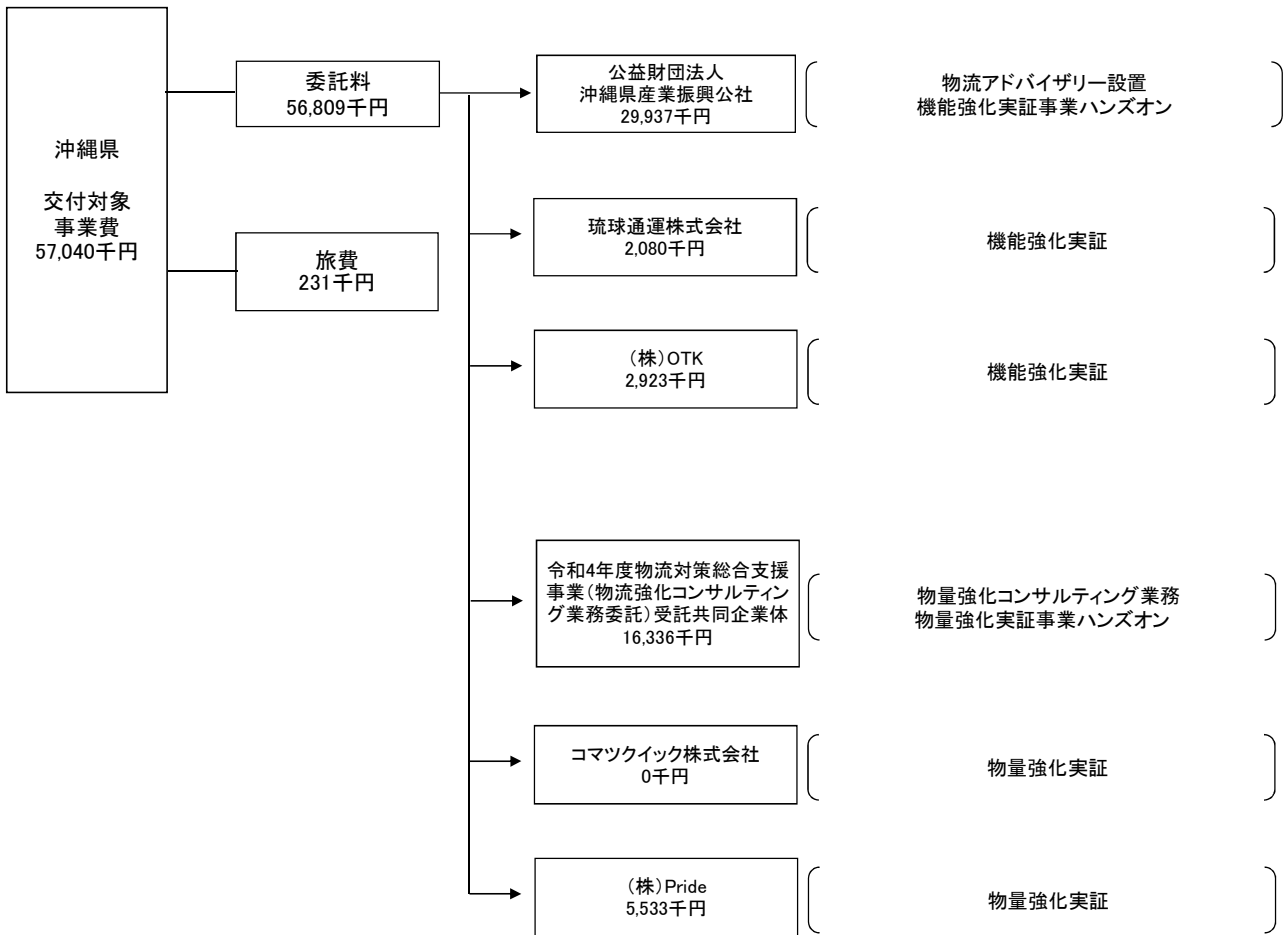 沖縄県
交付対象
事業費
57,040千円
委託料
56,809千円
旅費
231千円
公益財団法人
沖縄県産業振興公社
29,937千円
物流アドバイザリー設置
機能強化実証事業ハンズオン
琉球通運株式会社
2,080千円
機能強化実証
(株)OTK
2,923千円
機能強化実証
令和4年度物流対策総合支援
事業(物流強化コンサルティン
グ業務委託)受託共同企業体
16,336千円
物量強化コンサルティング業務
物量強化実証事業ハンズオン
コマツクイック株式会社
0千円
物量強化実証
(株)Pride
5,533千円
物量強化実証